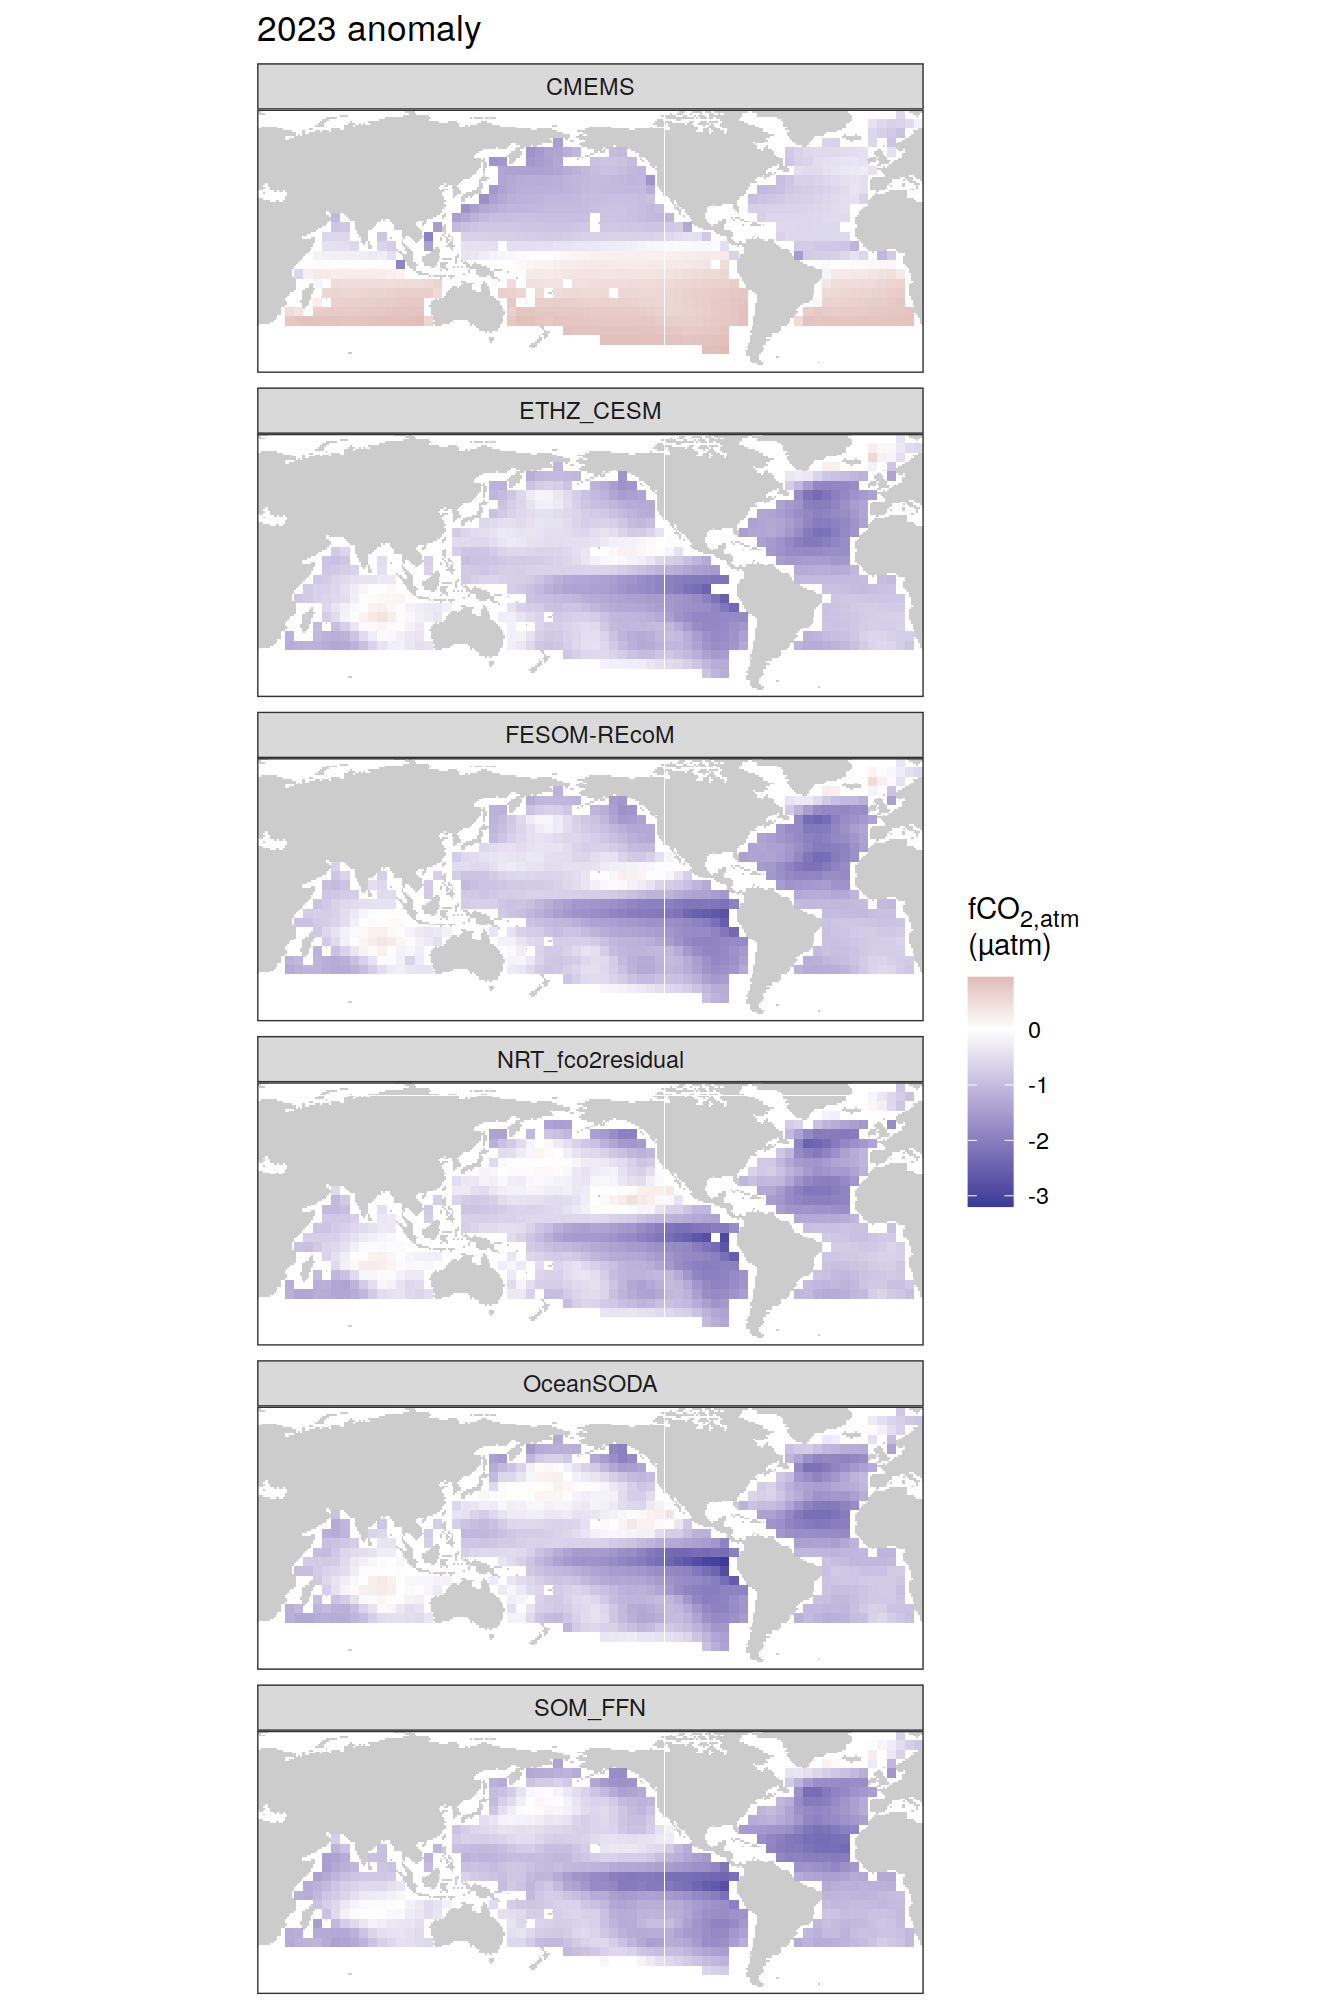 2023 anomaly
CMEMS
ETHZ_CESM
FESOM-REcoM
NRT_fco2residual
OceanSODA
SOM_FFN
fCO2,atm
(µatm)
0
-1
-2
-3